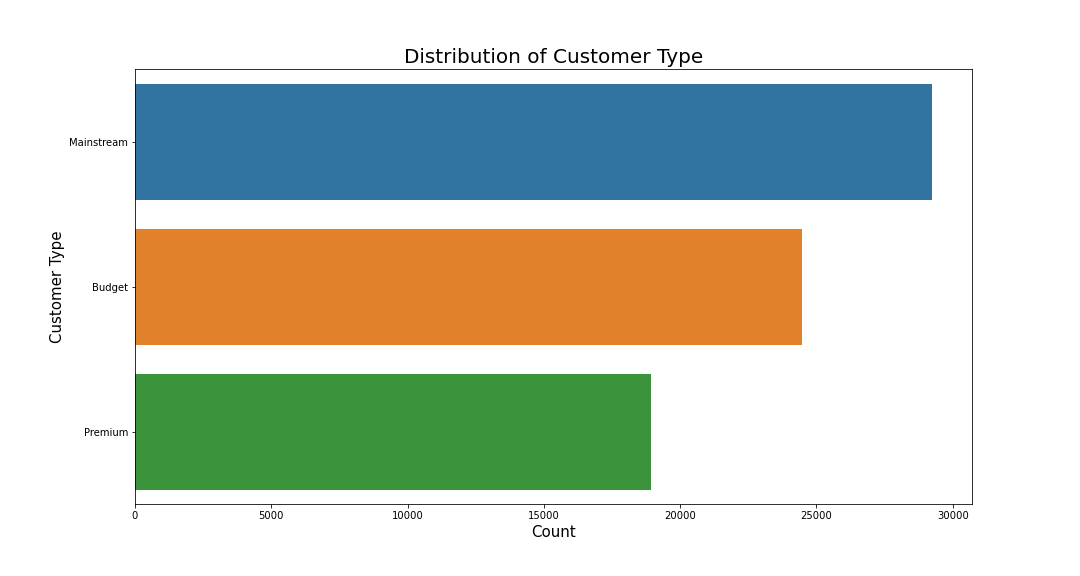 Distribution of Customer Type
Mainstream
Budget
Premium
Customer Type
0 5000 10000 15000 20000 25000 30000
Count